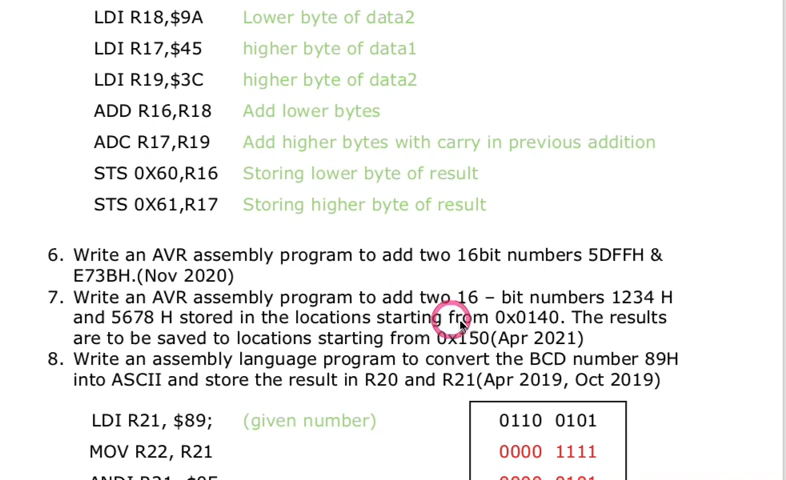 LDI R18,$9A Lower byte of data2
LDI R17,$45 higher byte of data1
LDI R19,$3C higher byte of data2
ADD R16,R18 Add lower bytes
ADC R17,R19 Add higher bytes with carry in previous addition
STS 0X60,R16 Storing lower byte of result
STS 0X61,R17 Storing higher byte of result
6. Write an AVR assembly program to add two 16bit numbers 5DFFH &
E73BH.(Nov 2020)
7. Write an AVR assembly program to add two 16 – bit numbers 1234 H
and 5678 H stored in the locations starting from 0x0140. The results
are to be saved to locations starting from 0x150(Apr 2021)
8. Write an assembly language program to convert the BCD number 89H
into ASCII and store the result in R20 and R21(Apr 2019, Oct 2019)
LDI R21, $89; (given number) 0110 0101
MOV R22, R21 0000 1111